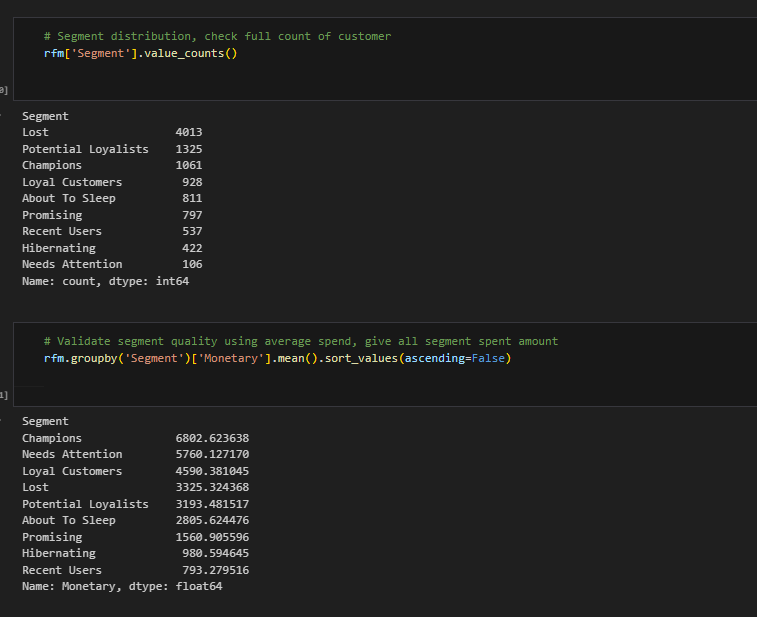 # Segment distribution, check full count of customer
rfm['Segment'].value_counts()
0]
Segment
Lost 4013
Potential Loyalists 1325
Champions 1061
Loyal Customers 928
About To Sleep 811
Promising 797
Recent Users 537
Hibernating 422
Needs Attention 106
Name: count, dtype: int64
# Validate segment quality using average spend, give all segment spent amount
rfm.groupby('Segment')['Monetary'].mean().sort_values(ascending=False)
1]
Segment
Champions 6802.623638
Needs Attention 5760.127170
Loyal Customers 4590.381045
Lost 3325.324368
Potential Loyalists 3193.481517
About To Sleep 2805.624476
Promising 1560.905596
Hibernating 980.594645
Recent Users 793.279516
Name: Monetary, dtype: float64